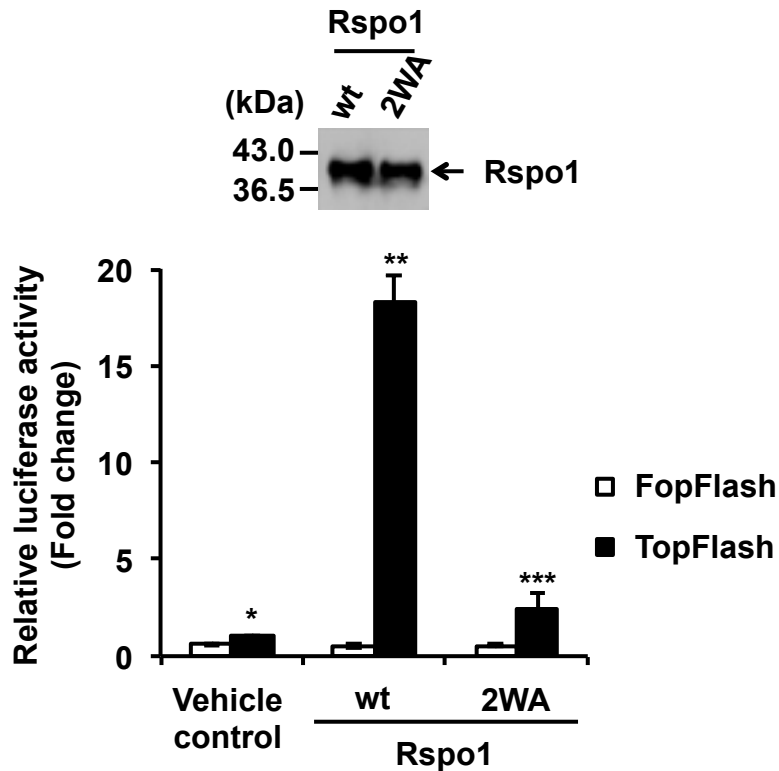 Rspo1
(kDa) wt 2WA
43.0
36.5
Rspo1
Relative luciferase activity
(Fold change)
20
15
10
5
0
**
*
***
FopFlash
TopFlash
Vehicle
control
wt
2WA
Rspo1